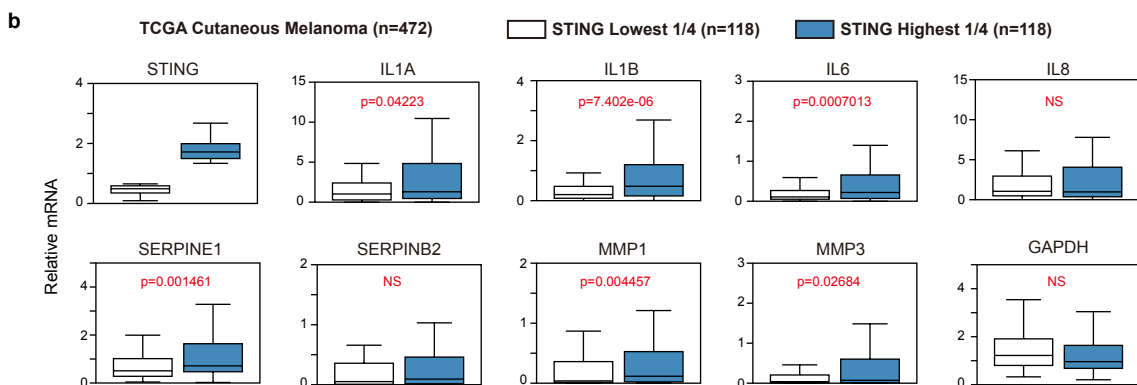 b
TCGA Cutaneous Melanoma (n=472)
STING Lowest 1/4 (n=118)
STING Highest 1/4 (n=118)
Relative mRNA
STING
4
2
0
IL1A
p=0.04223
15
10
5
0
IL1B
p=7.402e-06
4
2
0
IL6
p=0.0007013
3
2
1
0
IL8
NS
15
10
5
0
SERPINE1
p=0.001461
4
2
0
SERPINB2
NS
2
1
0
MMP1
p=0.004457
2
1
0
MMP3
p=0.02684
3
2
1
0
GAPDH
NS
4
2
0